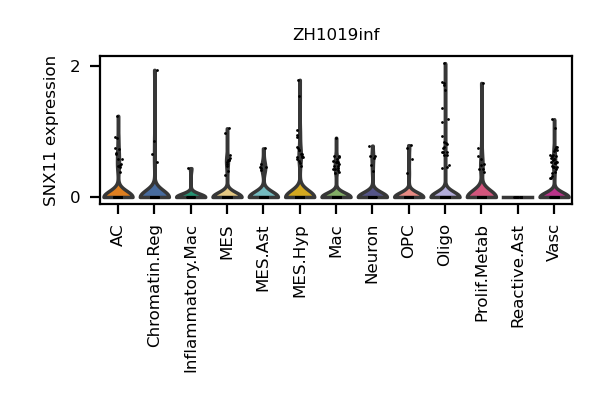 ZH1019inf
SNX11 expression
2
0
AC
Chromatin.Reg
Inflammatory.Mac
MES
MES.Ast
MES.Hyp
Mac
Neuron
OPC
Oligo
Prolif.Metab
Reactive.Ast
Vasc